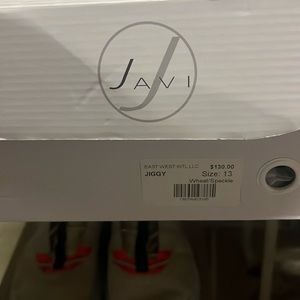 JAVI
EAST-WEST INTL LLC $130.00
JIGGY Size: 13
Wheat/Speckle